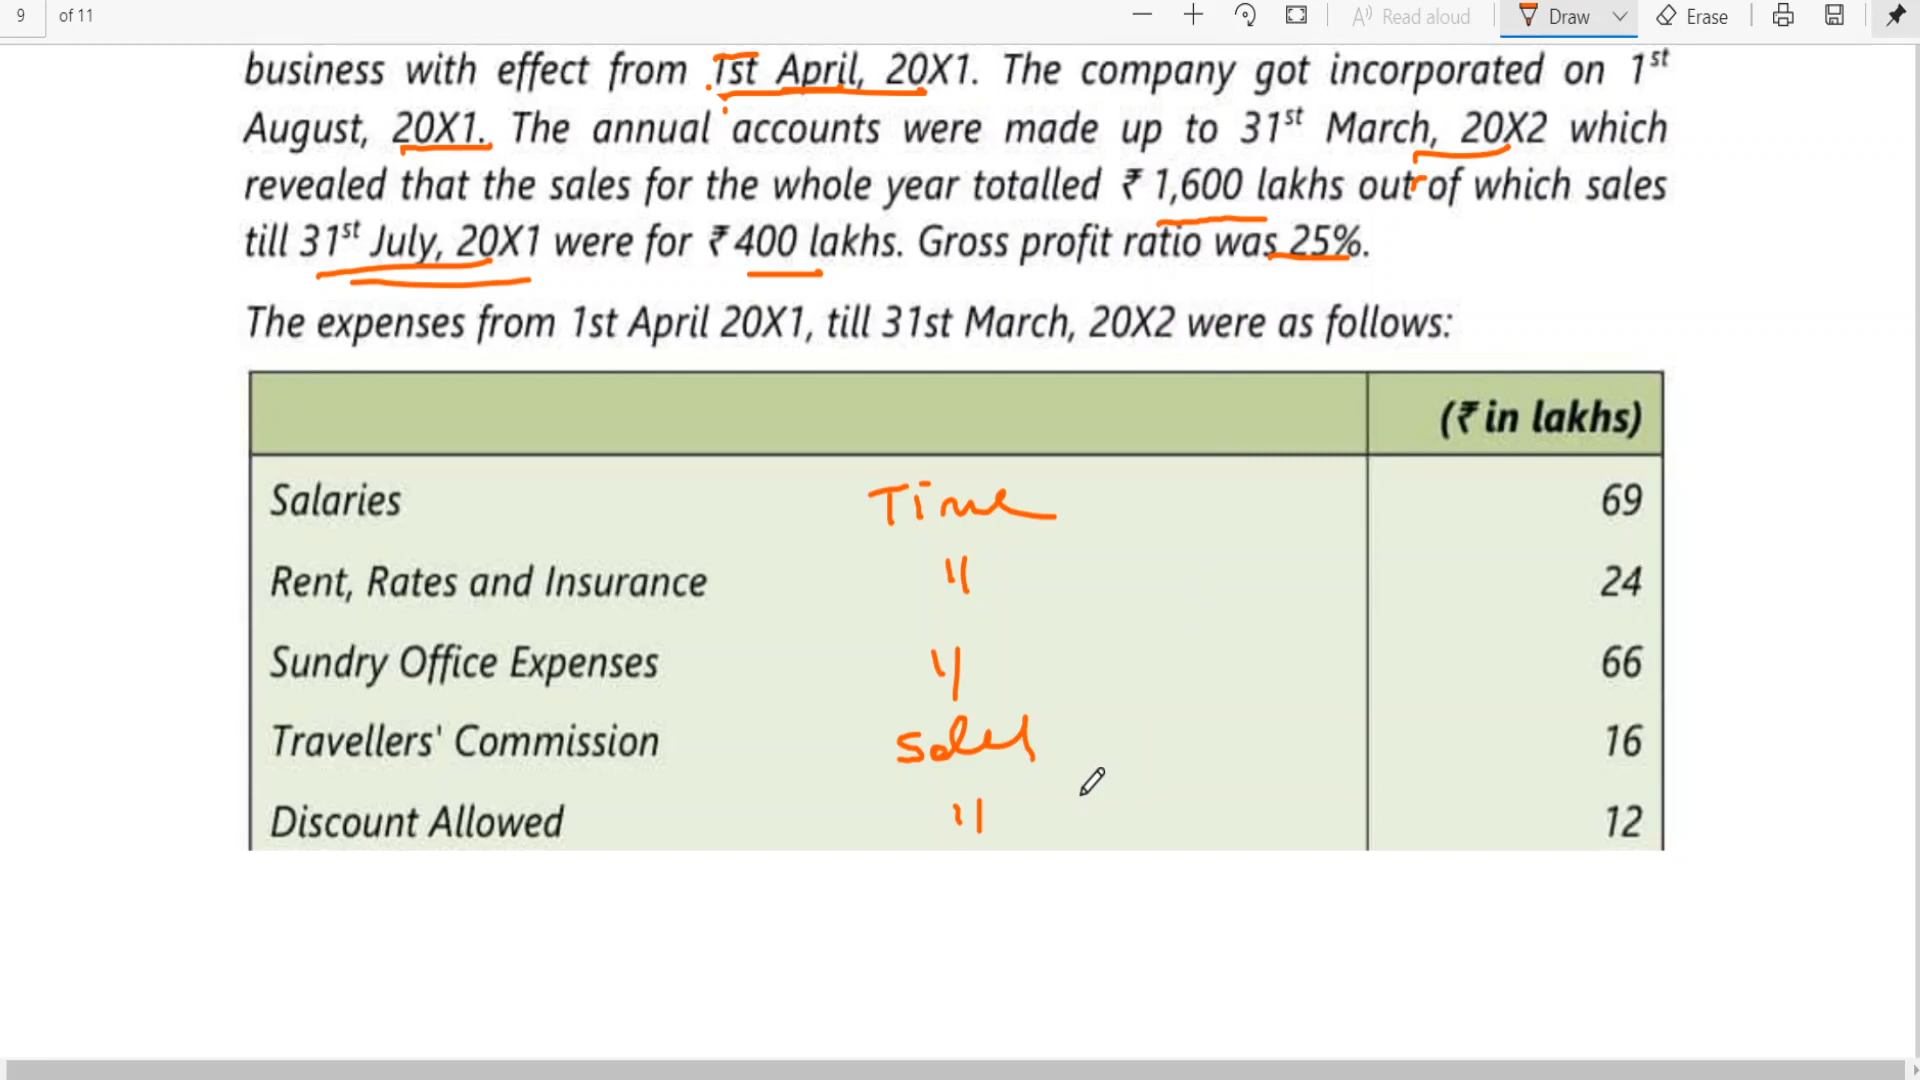 9 of 11 Read aloud Draw Erase
business with effect from 1st April, 20X1. The company got incorporated on 1st
August, 20X1. The annual accounts were made up to 31st March, 20X2 which
revealed that the sales for the whole year totalled ₹ 1,600 lakhs out of which sales
till 31st July, 20X1 were for ₹ 400 lakhs. Gross profit ratio was 25%.
The expenses from 1st April 20X1, till 31st March, 20X2 were as follows:
(₹ in lakhs)
Salaries Time 69
Rent, Rates and Insurance " 24
Sundry Office Expenses " 66
Travellers' Commission Sales 16
Discount Allowed " 12